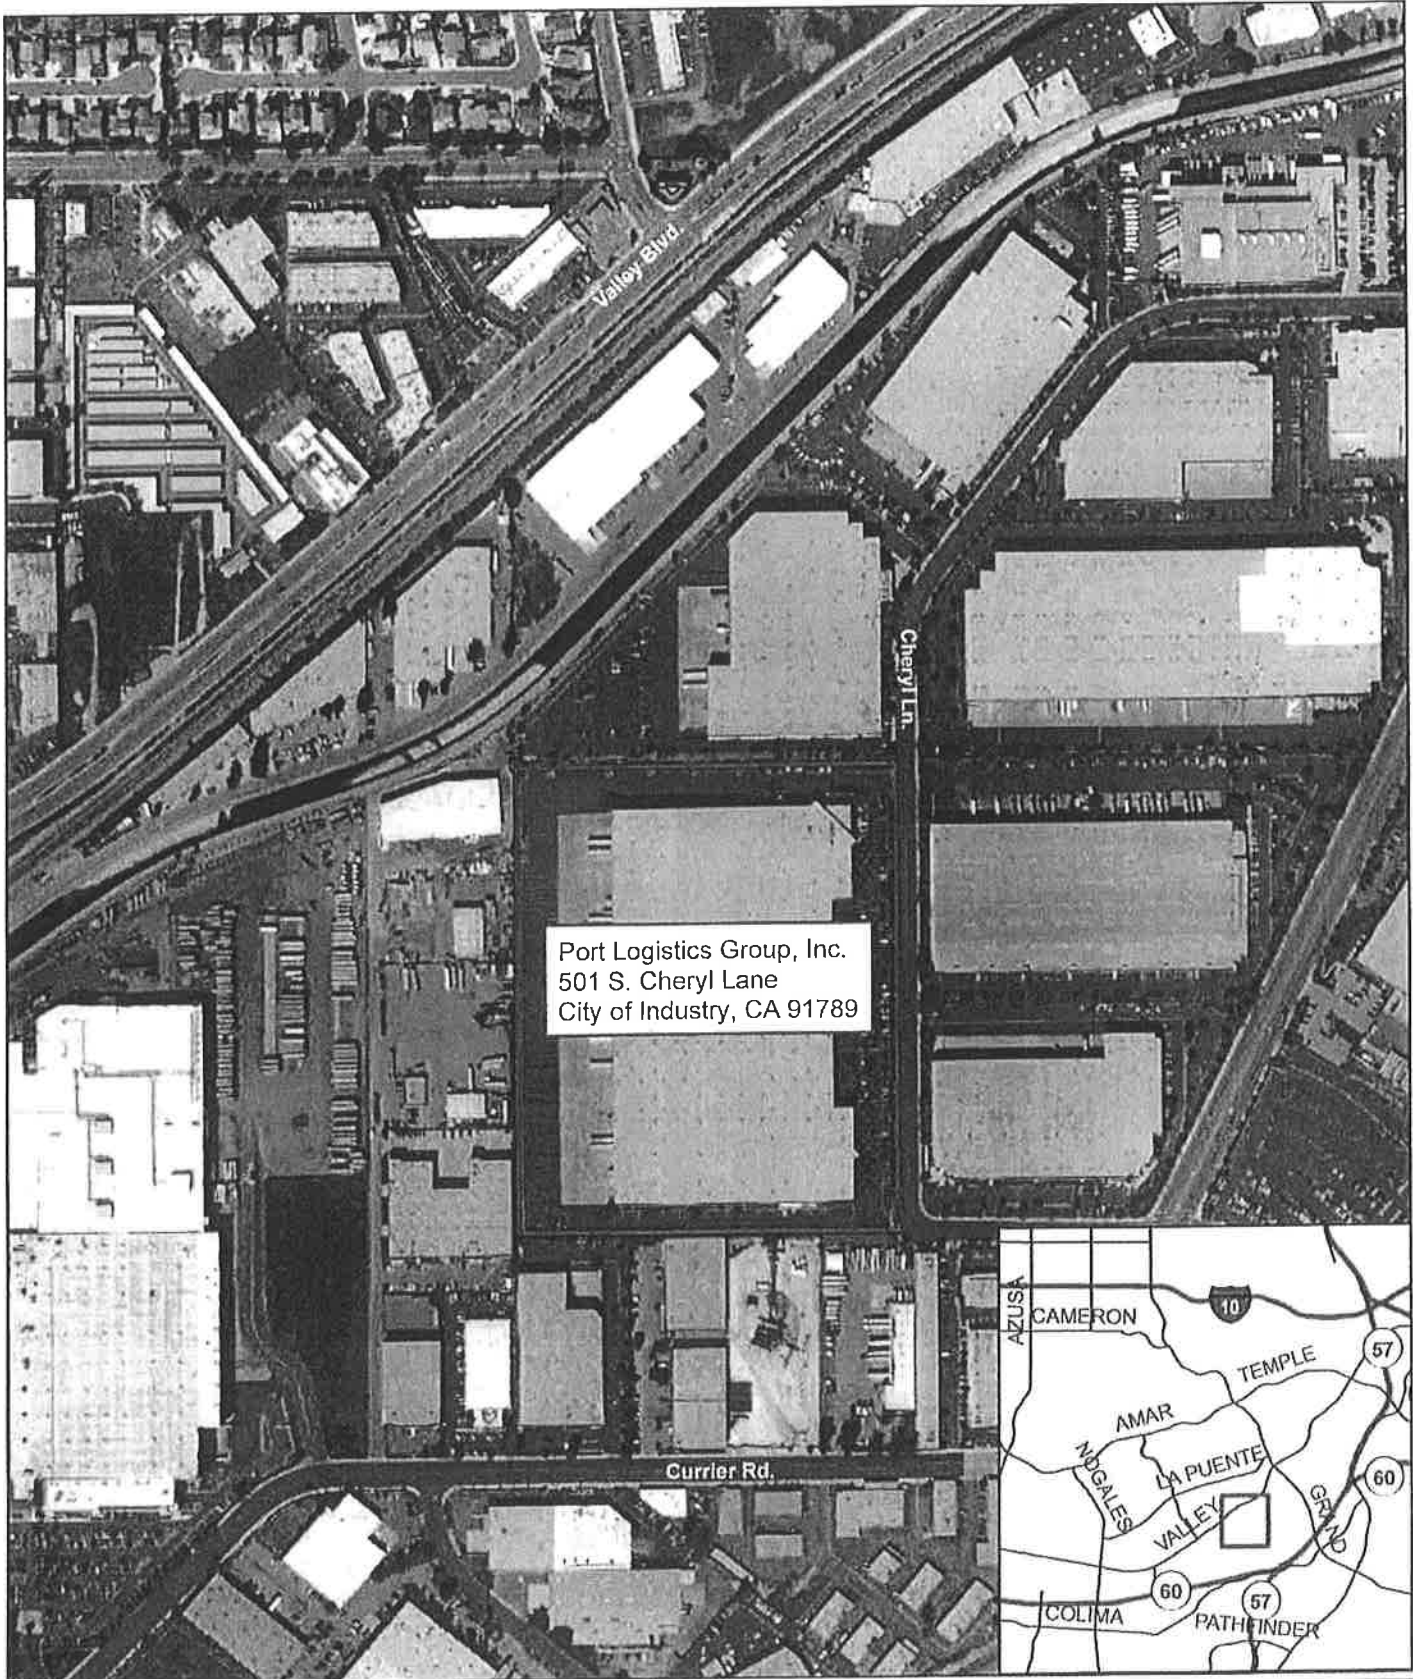 Valley Blvd.
Cheryl Ln.
Port Logistics Group, Inc.
501 S. Cheryl Lane
City of Industry, CA 91789
Currier Rd.
AZUSA
CAMERON
10
57
TEMPLE
AMAR
NOGALES
LA PUENTE
VALLEY
GRAND
60
60
57
COLIMA
PATHFINDER